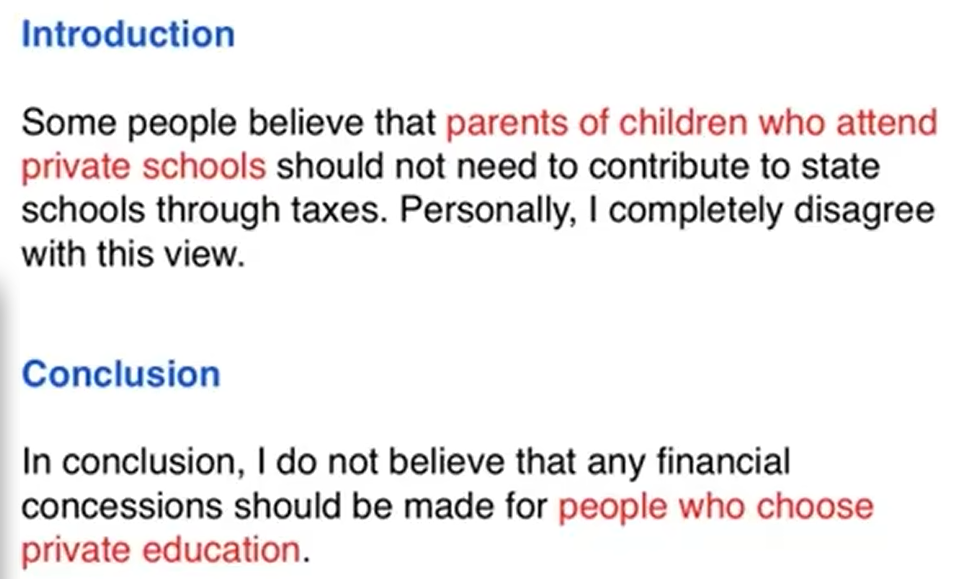 Introduction
Some people believe that parents of children who attend
private schools should not need to contribute to state
schools through taxes. Personally, I completely disagree
with this view.
Conclusion
In conclusion, I do not believe that any financial
concessions should be made for people who choose
private education.